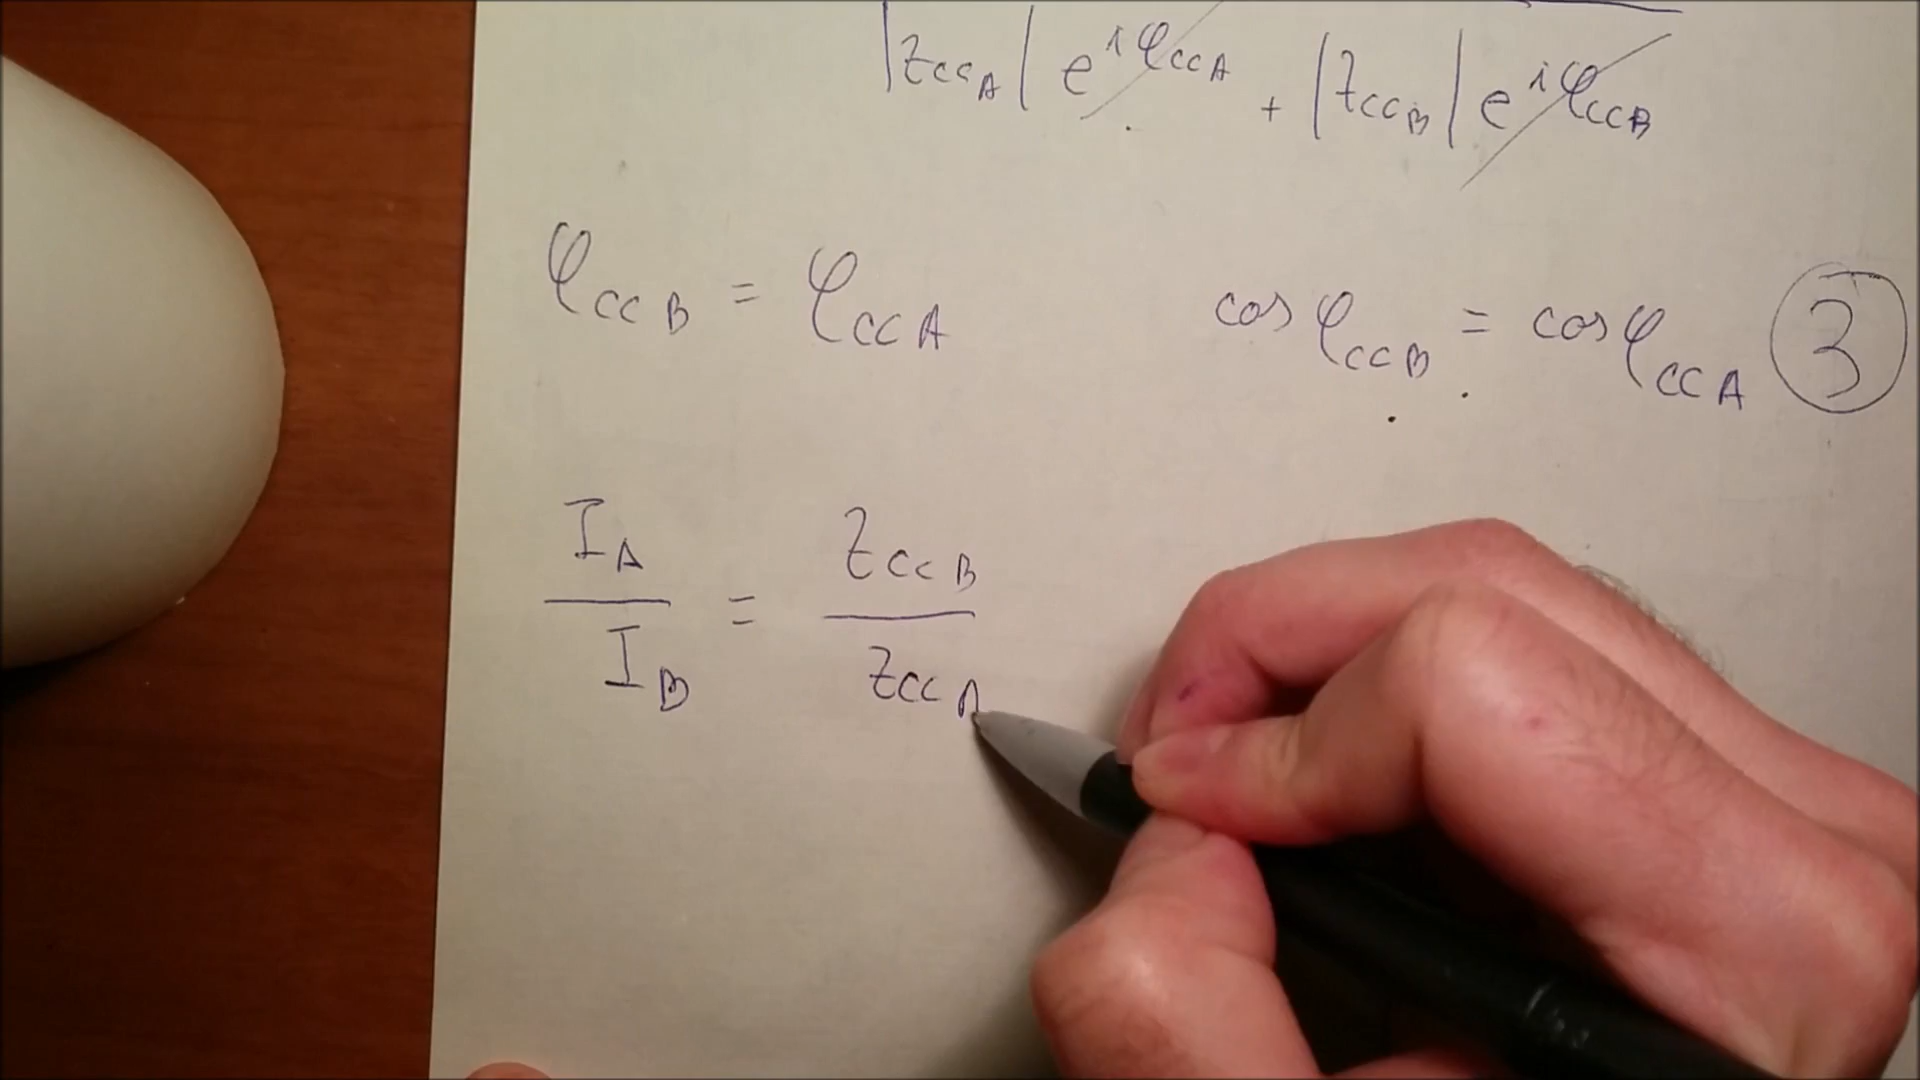 |Zcc_A| e^{iφcc_A} + |Zcc_B| e^{iφcc_B}
φcc_B = φcc_A
cos φcc_B = cos φcc_A ③
I_A / I_B = Zcc_B / Zcc_A